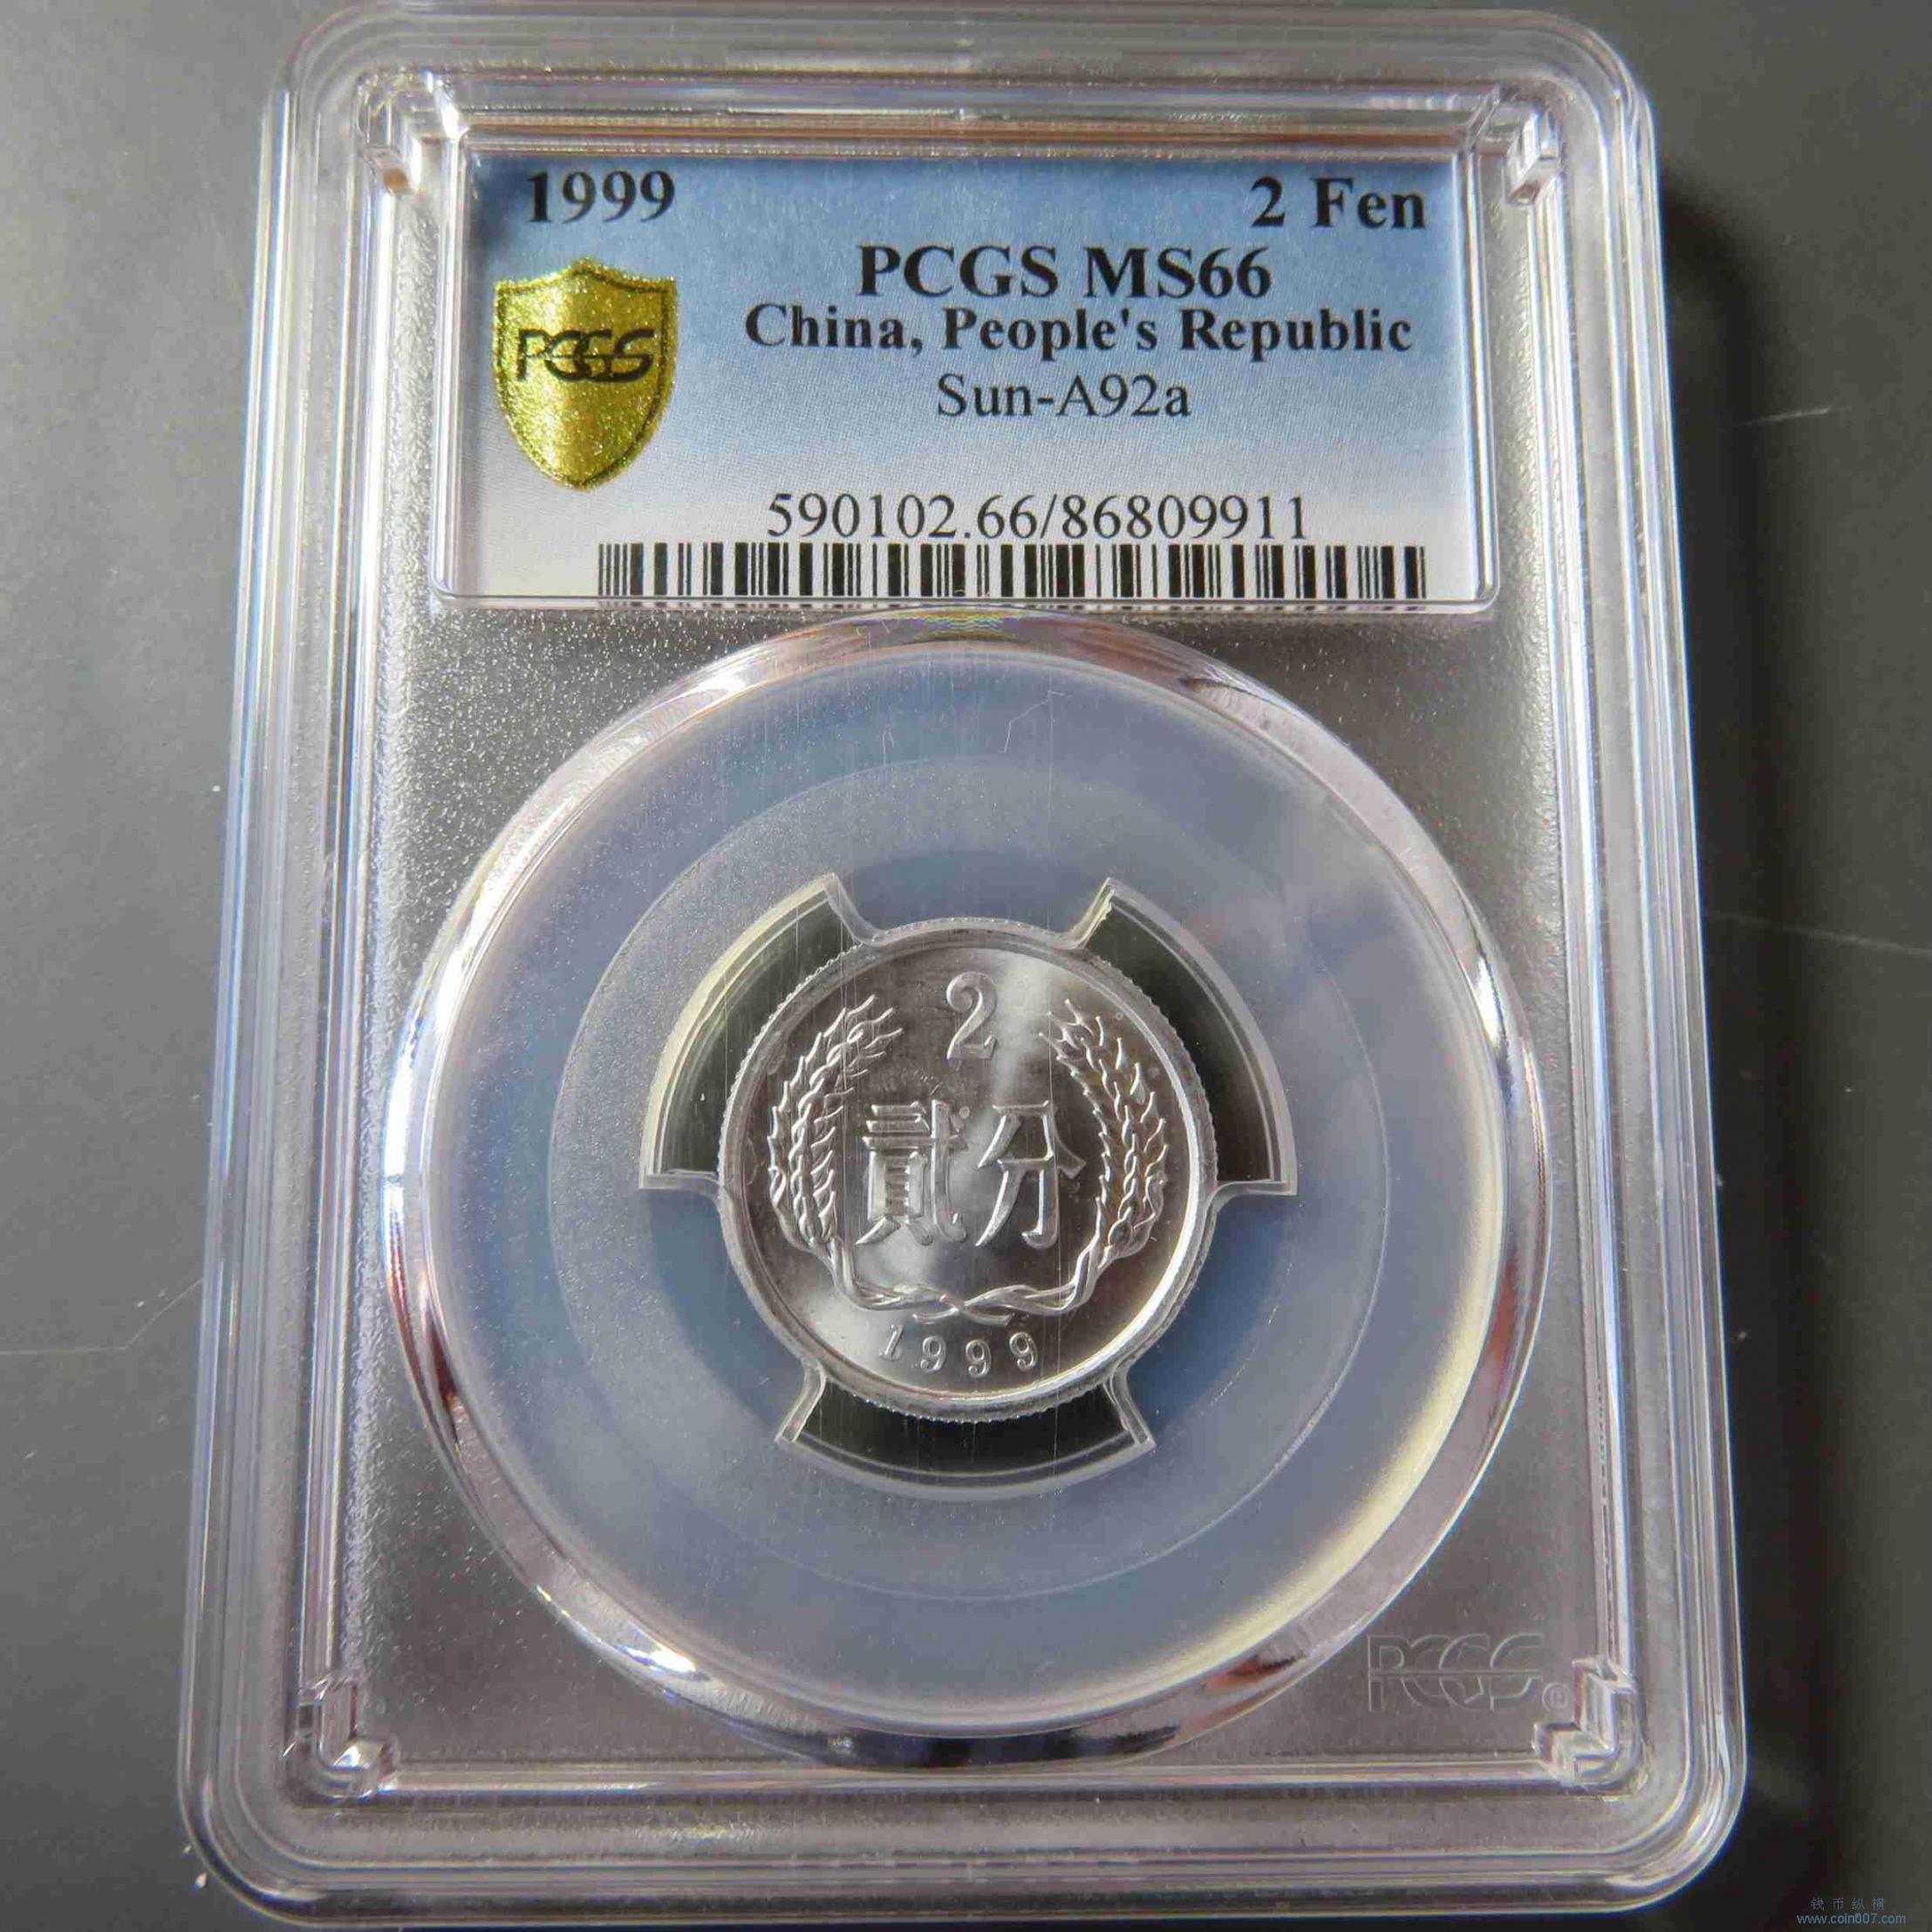 1999 2 Fen
PCGS MS66
China, People's Republic
Sun-A92a
PCGS
590102.66/86809911
2
貳分
1999
PCGS
钱币纵横
www.coin007.com